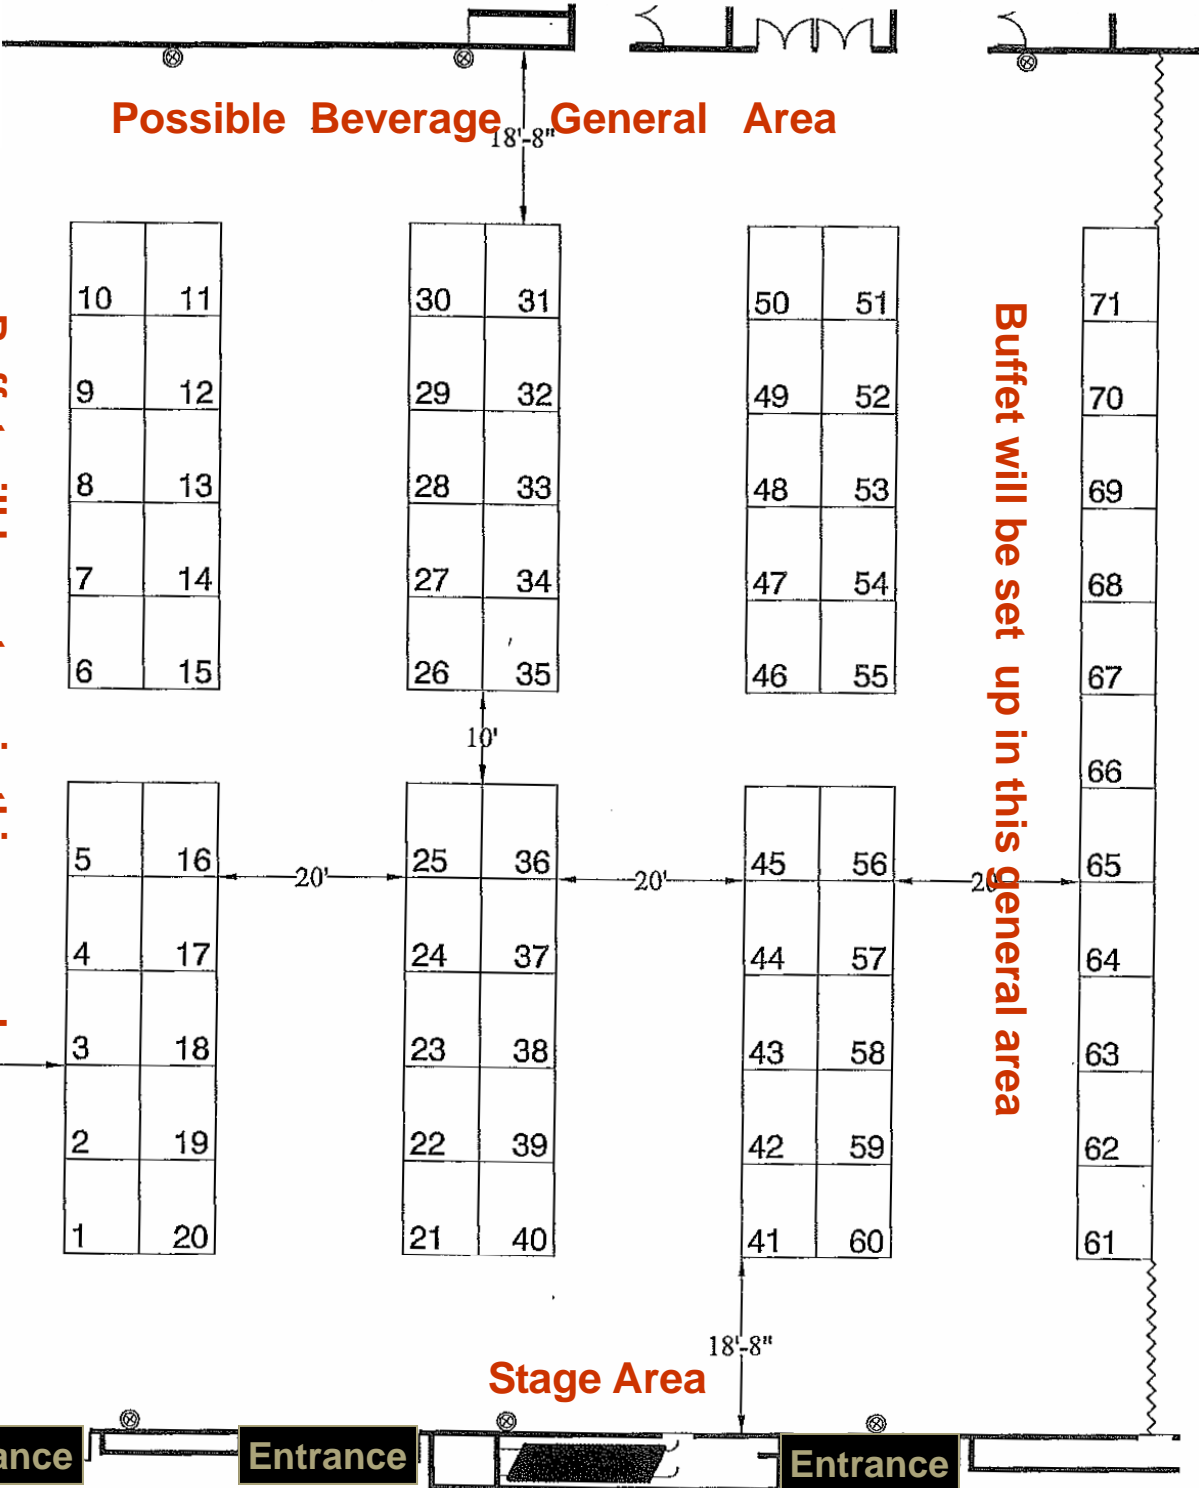 Possible Beverage General Area
18'-8"
10 11 30 31 50 51 71
9 12 29 32 49 52 70
8 13 28 33 48 53 69
7 14 27 34 47 54 68
6 15 26 35 46 55 67
Buffet will be set up in this general area
10'
66
5 16 25 36 45 56 65
20' 20' 20'
4 17 24 37 44 57 64
3 18 23 38 43 58 63
2 19 22 39 42 59 62
1 20 21 40 41 60 61
18'-8"
Stage Area
ance Entrance Entrance